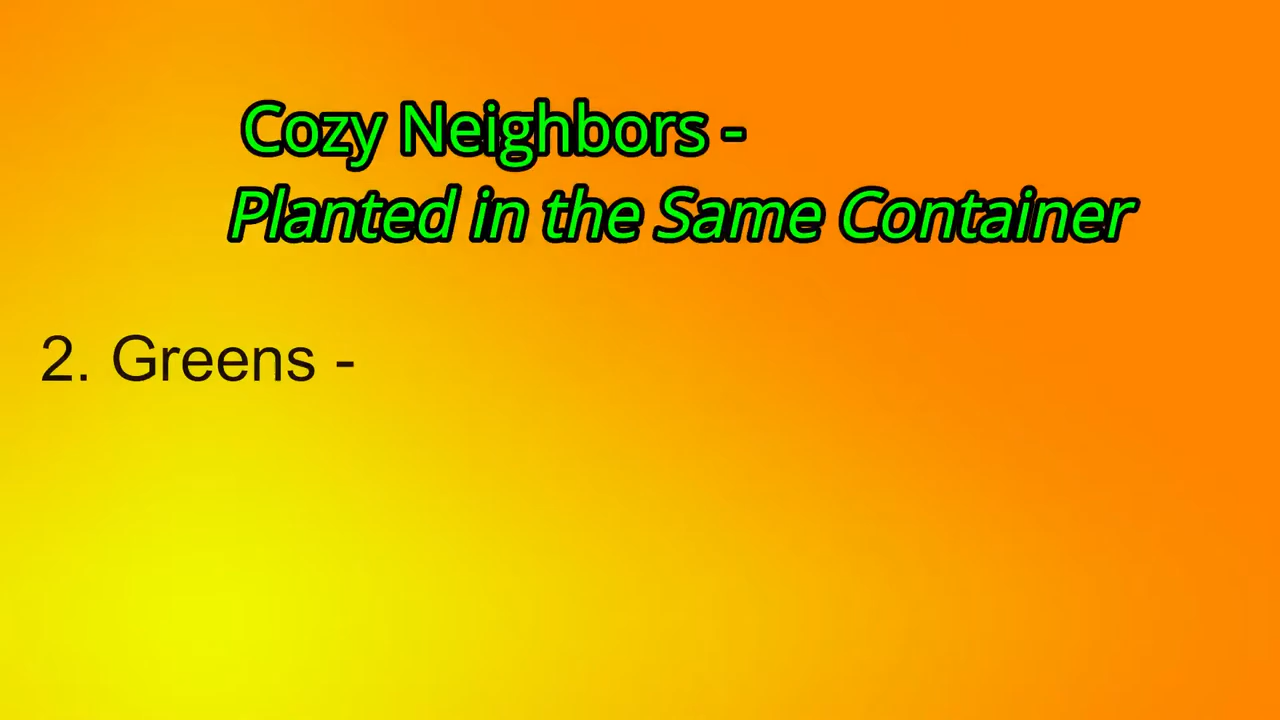 Cozy Neighbors -
Planted in the Same Container
2. Greens -